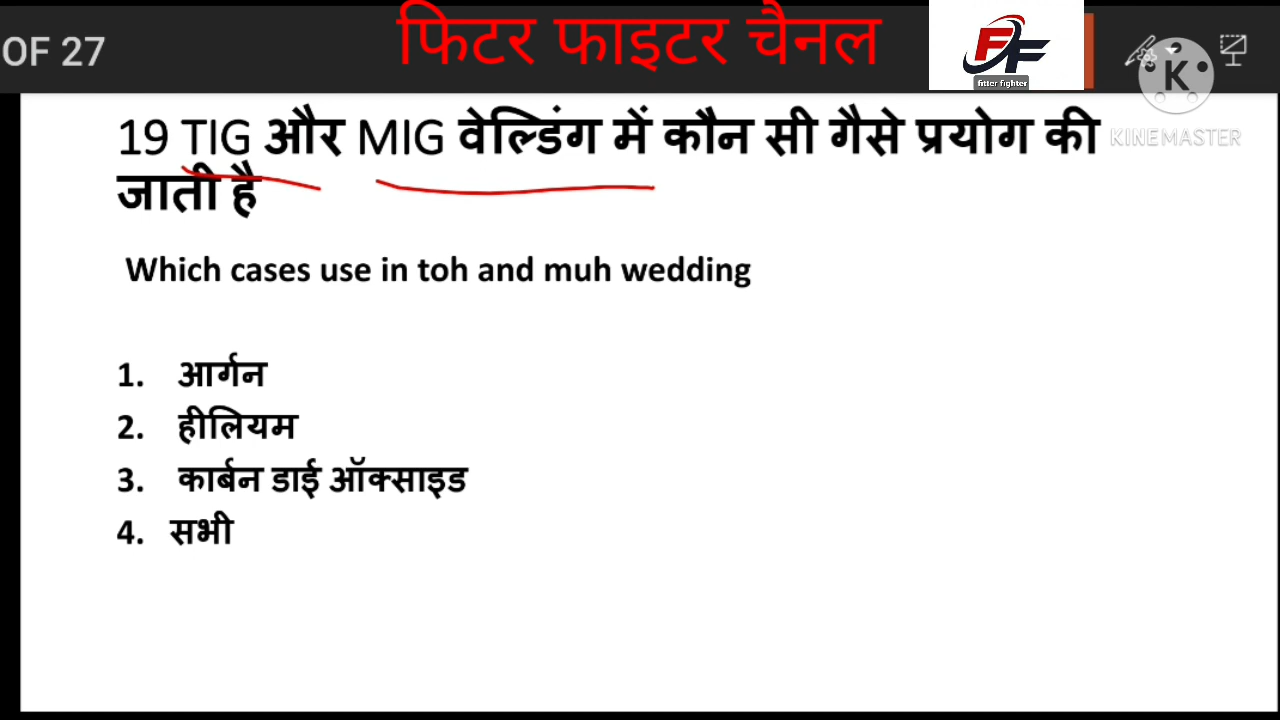 OF 27
फिटर फाइटर चैनल
FF
fitter fighter
K
KINEMASTER
19 TIG और MIG वेल्डिंग में कौन सी गैसे प्रयोग की
जाती है
Which cases use in toh and muh wedding
1. आर्गन
2. हीलियम
3. कार्बन डाई ऑक्साइड
4. सभी